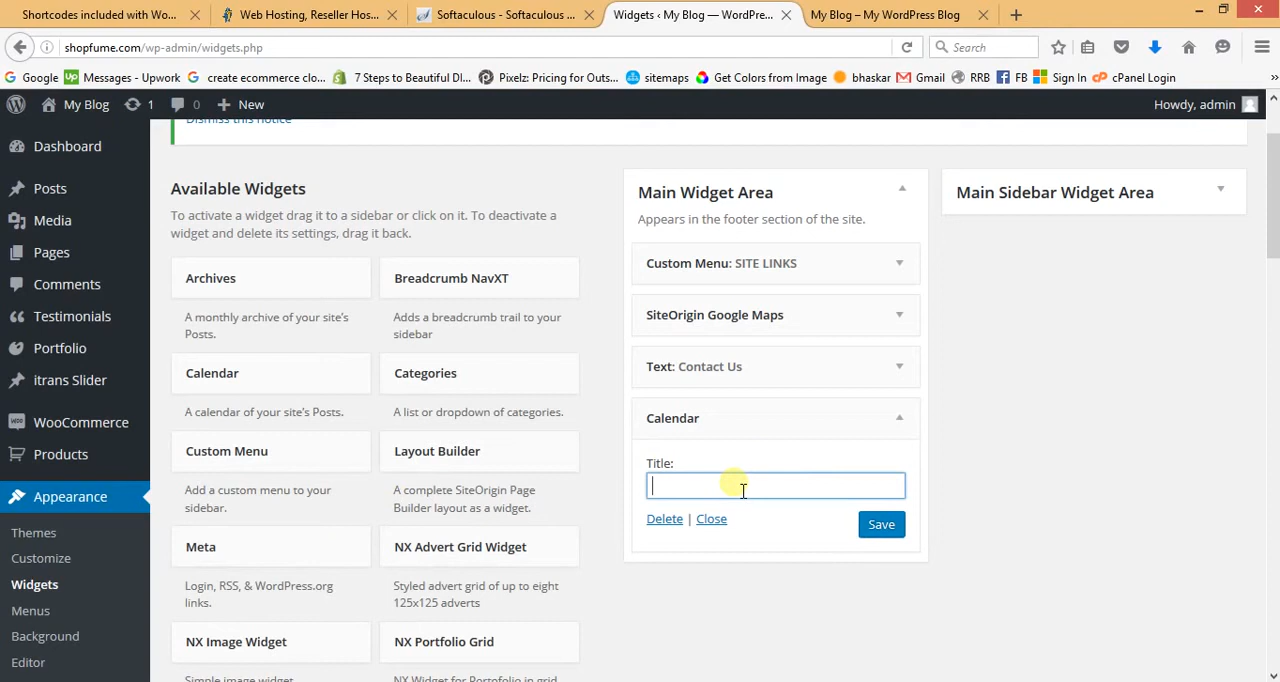 Shortcodes included with Wo...
Web Hosting, Reseller Hos...
Softaculous - Softaculous ...
Widgets ‹ My Blog — WordPre...
My Blog – My WordPress Blog
shopfume.com/wp-admin/widgets.php
Search
Google
Messages - Upwork
create ecommerce clo...
7 Steps to Beautiful DI...
Pixelz: Pricing for Outs...
sitemaps
Get Colors from Image
bhaskar
Gmail
RRB
FB
Sign In
cPanel Login
My Blog
1
0
New
Howdy, admin
Dismiss this notice
Dashboard
Posts
Media
Pages
Comments
Testimonials
Portfolio
itrans Slider
WooCommerce
Products
Appearance
Themes
Customize
Widgets
Menus
Background
Editor
Available Widgets
To activate a widget drag it to a sidebar or click on it. To deactivate a
widget and delete its settings, drag it back.
Archives
A monthly archive of your site's
Posts.
Breadcrumb NavXT
Adds a breadcrumb trail to your
sidebar
Calendar
A calendar of your site's Posts.
Categories
A list or dropdown of categories.
Custom Menu
Add a custom menu to your
sidebar.
Layout Builder
A complete SiteOrigin Page
Builder layout as a widget.
Meta
Login, RSS, & WordPress.org
links.
NX Advert Grid Widget
Styled advert grid of up to eight
125x125 adverts
NX Image Widget
Simple image widget
NX Portfolio Grid
NX Widget for Portfolio in grid
Main Widget Area
Appears in the footer section of the site.
Custom Menu: SITE LINKS
SiteOrigin Google Maps
Text: Contact Us
Calendar
Title:
Delete | Close
Save
Main Sidebar Widget Area